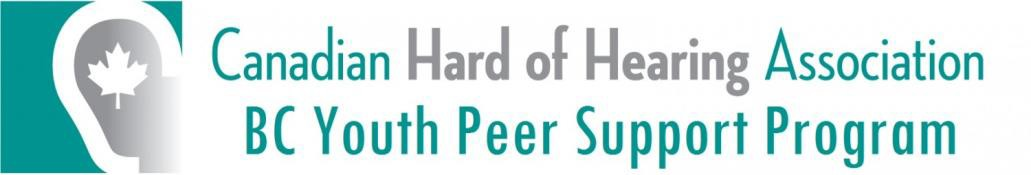 Canadian Hard of Hearing Association
BC Youth Peer Support Program